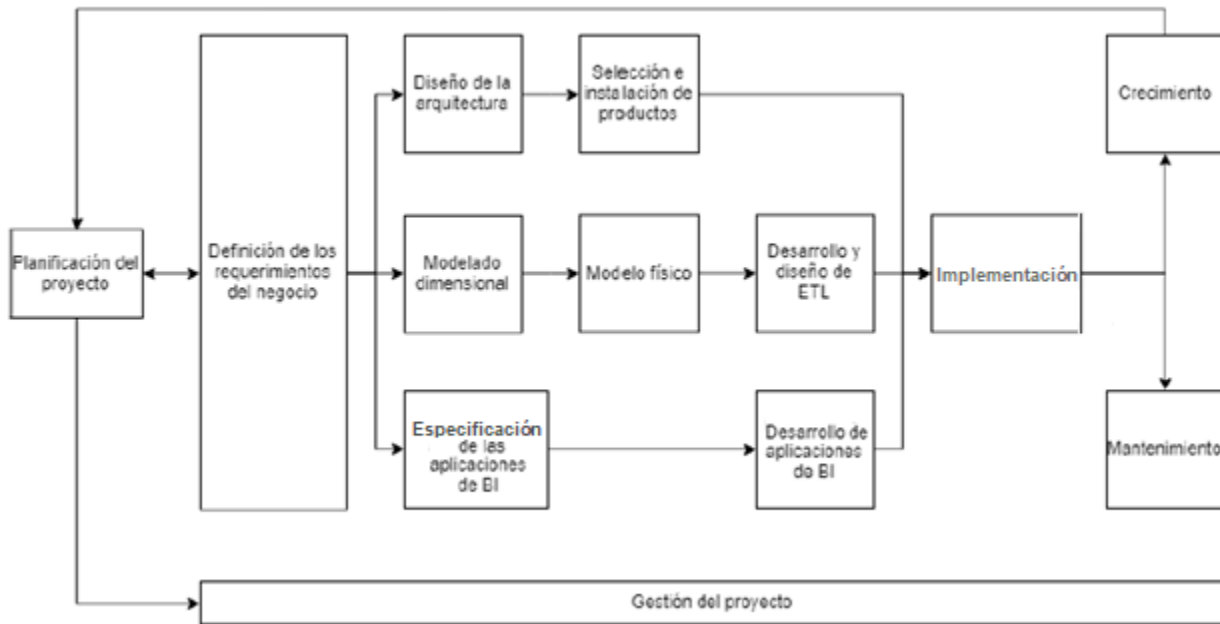 Diseño de la
arquitectura
Selección e
instalación de
productos
Crecimiento
Planificación del
proyecto
Definición de los
requerimientos
del negocio
Modelado
dimensional
Modelo físico
Desarrollo y
diseño de
ETL
Implementación
Especificación
de las
aplicaciones
de BI
Desarrollo de
aplicaciones
de BI
Mantenimiento
Gestión del proyecto